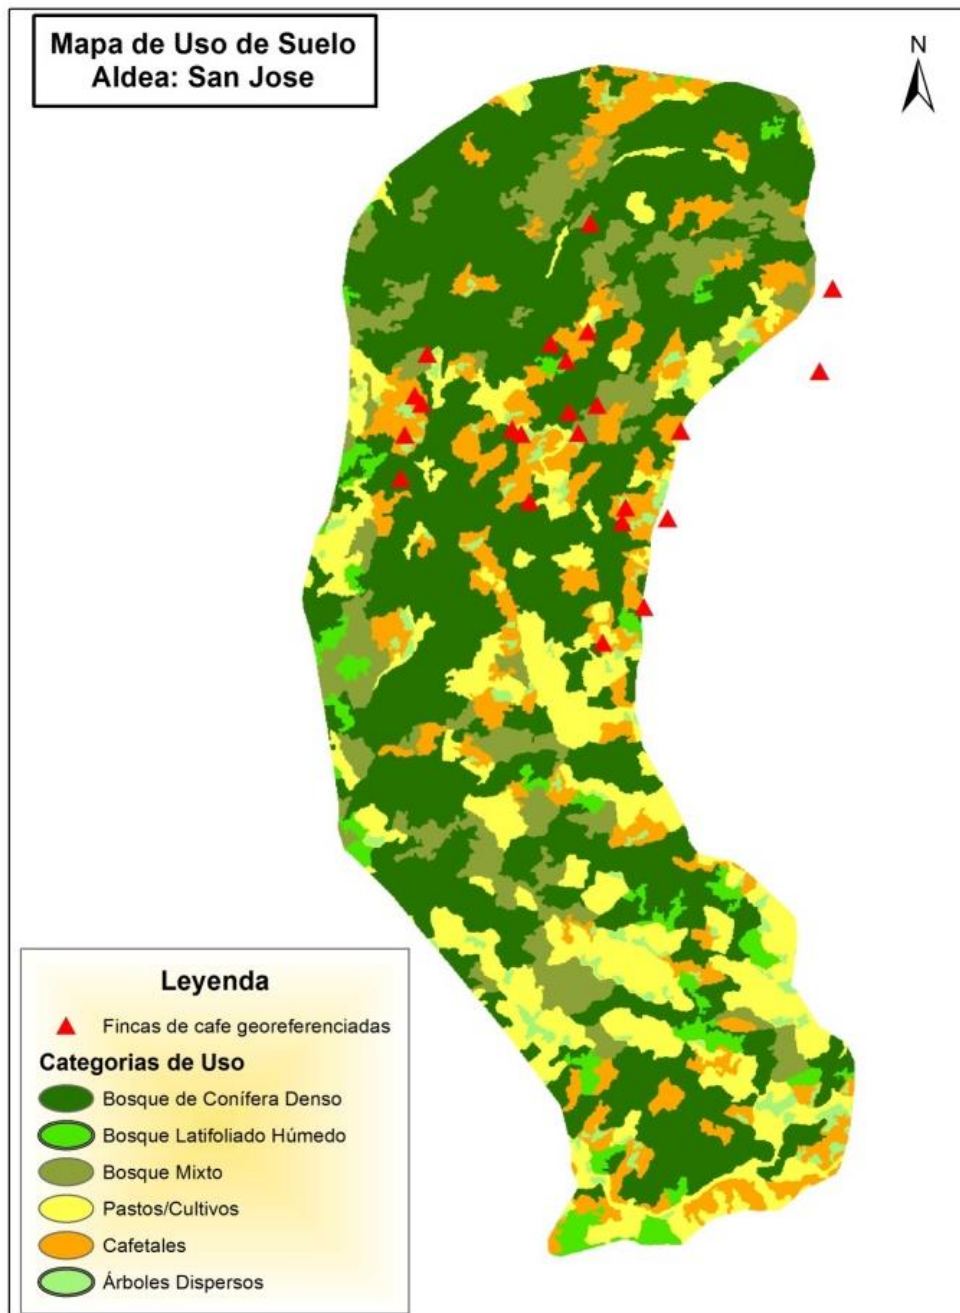 Mapa de Uso de Suelo
Aldea: San Jose
N
Leyenda
Fincas de cafe georeferenciadas
Categorias de Uso
Bosque de Conífera Denso
Bosque Latifoliado Húmedo
Bosque Mixto
Pastos/Cultivos
Cafetales
Árboles Dispersos